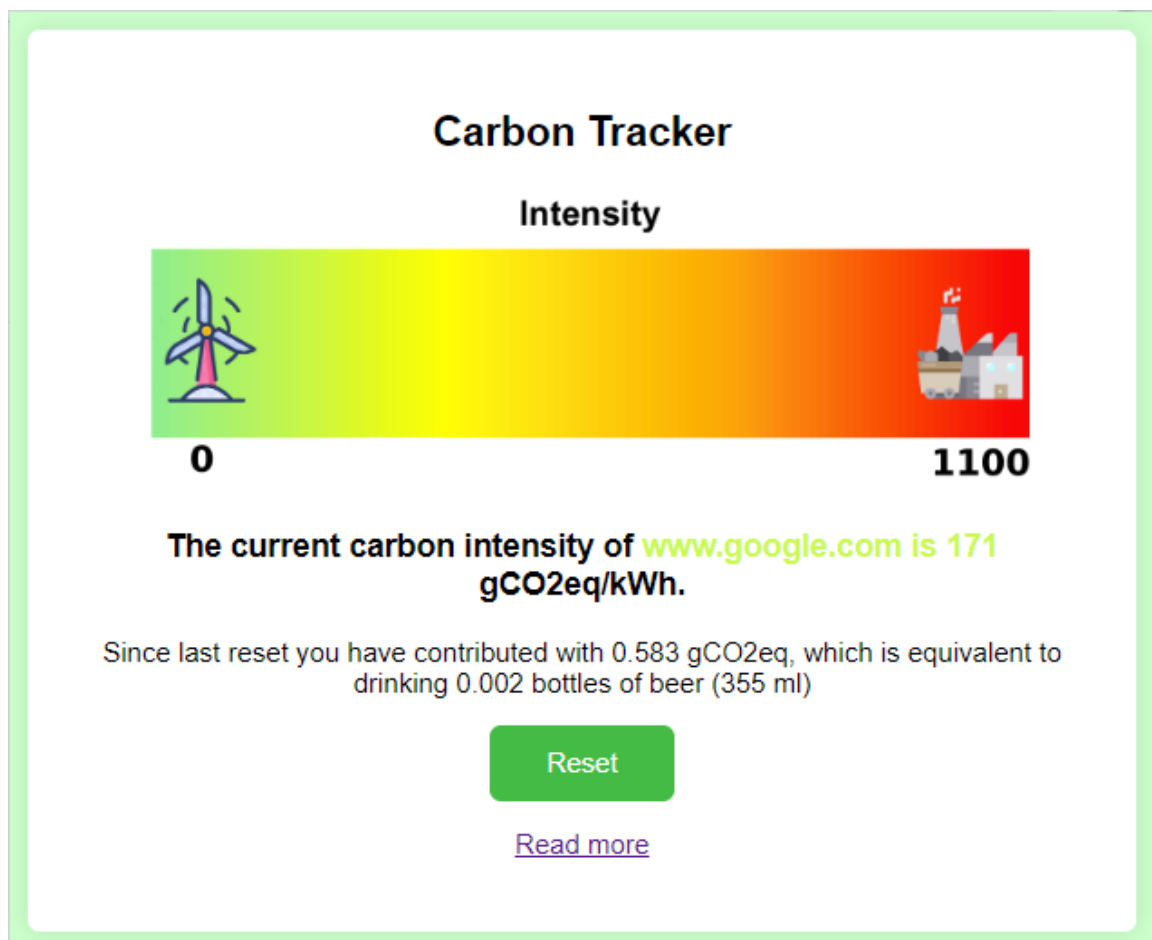 Carbon Tracker
Intensity
0
1100
The current carbon intensity of www.google.com is 171
gCO2eq/kWh.
Since last reset you have contributed with 0.583 gCO2eq, which is equivalent to
drinking 0.002 bottles of beer (355 ml)
Reset
Read more